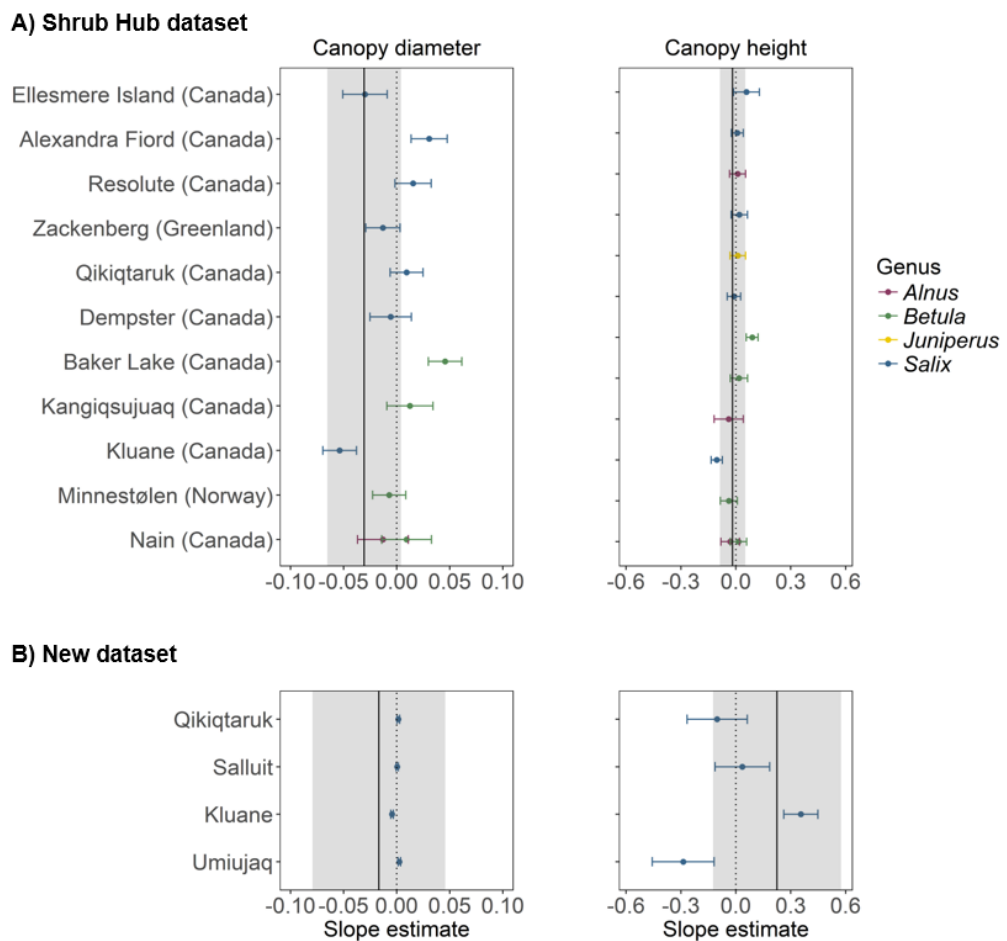 A) Shrub Hub dataset
Canopy diameter
Canopy height
Ellesmere Island (Canada)
Alexandra Fiord (Canada)
Resolute (Canada)
Zackenberg (Greenland)
Qikiqtaruk (Canada)
Dempster (Canada)
Baker Lake (Canada)
Kangiqsujuaq (Canada)
Kluane (Canada)
Minnestølen (Norway)
Nain (Canada)
-0.10 -0.05 0.00 0.05 0.10
-0.6 -0.3 0.0 0.3 0.6
Genus
Alnus
Betula
Juniperus
Salix
B) New dataset
Qikiqtaruk
Salluit
Kluane
Umiujaq
-0.10 -0.05 0.00 0.05 0.10
Slope estimate
-0.6 -0.3 0.0 0.3 0.6
Slope estimate